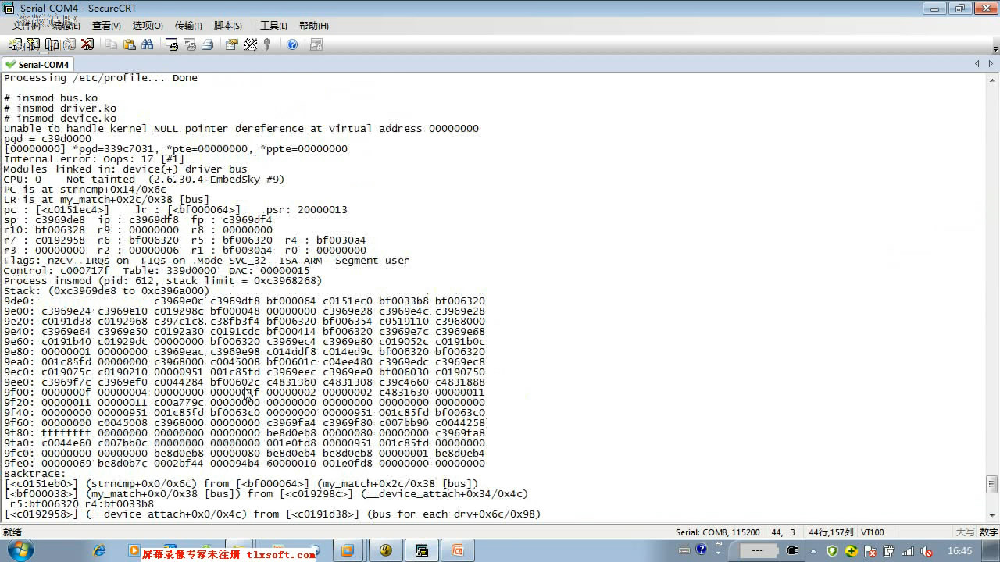 Serial-COM4 - SecureCRT
查看(V) 选项(O) 传输(T) 脚本(S) 工具(L) 帮助(H)
Serial-COM4
Processing /etc/profile... Done
# insmod bus.ko
# insmod driver.ko
# insmod device.ko
Unable to handle kernel NULL pointer dereference at virtual address 00000000
pgd = c39d0000
[00000000] *pgd=339c7031, *pte=00000000, *ppte=00000000
Internal error: Oops: 17 [#1]
Modules linked in: device(+) driver bus
CPU: 0    Not tainted  (2.6.30.4-EmbedSky #9)
PC is at strncmp+0x14/0x6c
LR is at my_match+0x2c/0x38 [bus]
pc : [<c0151ec4>]    lr : [<bf000064>]    psr: 20000013
sp : c3969de8  ip : c3969df8  fp : c3969df4
r10: bf006328  r9 : 00000000  r8 : 00000000
r7 : c0192958  r6 : bf006320  r5 : bf006320  r4 : bf0030a4
r3 : 00000000  r2 : 00000006  r1 : bf0030a4  r0 : 00000000
Flags: nzCv  IRQs on  FIQs on  Mode SVC_32  ISA ARM  Segment user
Control: c000717f  Table: 339d0000  DAC: 00000015
Process insmod (pid: 612, stack limit = 0xc3968268)
Stack: (0xc3969de8 to 0xc396a000)
9de0:                   c3969e0c c3969df8 bf000064 c0151ec0 bf0033b8 bf006320
9e00: c3969e24 c3969e10 c019298c bf000048 00000000 c3969e28 c3969e4c c3969e28
9e20: c0191d38 c0192968 c397c1c8 c38fb3f4 bf006320 bf006354 c0519110 c3968000
9e40: c3969e64 c3969e50 c0192a30 c0191cdc bf000414 bf006320 c3969e7c c3969e68
9e60: c0191b40 c01929dc 00000000 bf006320 c3969ec4 c3969e80 c019052c c0191b0c
9e80: 00000001 00000000 c3969eac c3969e98 c014ddf8 c014ed9c bf006320 bf006320
9ea0: 001c85fd 00000000 c3968000 c0045008 bf00601c c04ee480 c3969edc c3969ec8
9ec0: c019075c c0190210 00000951 001c85fd c3969eec c3969ee0 bf006030 c0190750
9ee0: c3969f7c c3969ef0 c0044284 bf00602c c48313b0 c4831308 c39c4660 c4831888
9f00: 0000000f 00000004 00000000 0000001f 00000002 00000002 c4831630 00000011
9f20: 00000011 00000011 c00a779c 00000000 00000000 00000000 00000000 00000000
9f40: 00000000 00000951 001c85fd bf0063c0 00000000 00000951 001c85fd bf0063c0
9f60: 00000000 c0045008 c3968000 00000000 c3969fa4 c3969f80 c007bb90 c0044258
9f80: ffffffff 00000000 00000000 00000000 be8d0eb8 00000080 00000000 c3969fa8
9fa0: c0044e60 c007bb0c 00000000 00000000 001e0fd8 00000951 001c85fd 00000000
9fc0: 00000000 00000000 be8d0eb8 00000080 be8d0eb4 be8d0eb8 00000001 be8d0eb4
9fe0: 00000069 be8d0b7c 0002bf44 000094b4 60000010 001e0fd8 00000000 00000000
Backtrace:
[<c0151eb0>] (strncmp+0x0/0x6c) from [<bf000064>] (my_match+0x2c/0x38 [bus])
[<bf000038>] (my_match+0x0/0x38 [bus]) from [<c019298c>] (__device_attach+0x34/0x4c)
 r5:bf006320 r4:bf0033b8
[<c0192958>] (__device_attach+0x0/0x4c) from [<c0191d38>] (bus_for_each_drv+0x6c/0x98)
就绪 Serial: COM8, 115200 44, 3 44行,157列 VT100 大写 数字
屏幕录像专家未注册 tlxsoft.com
16:45